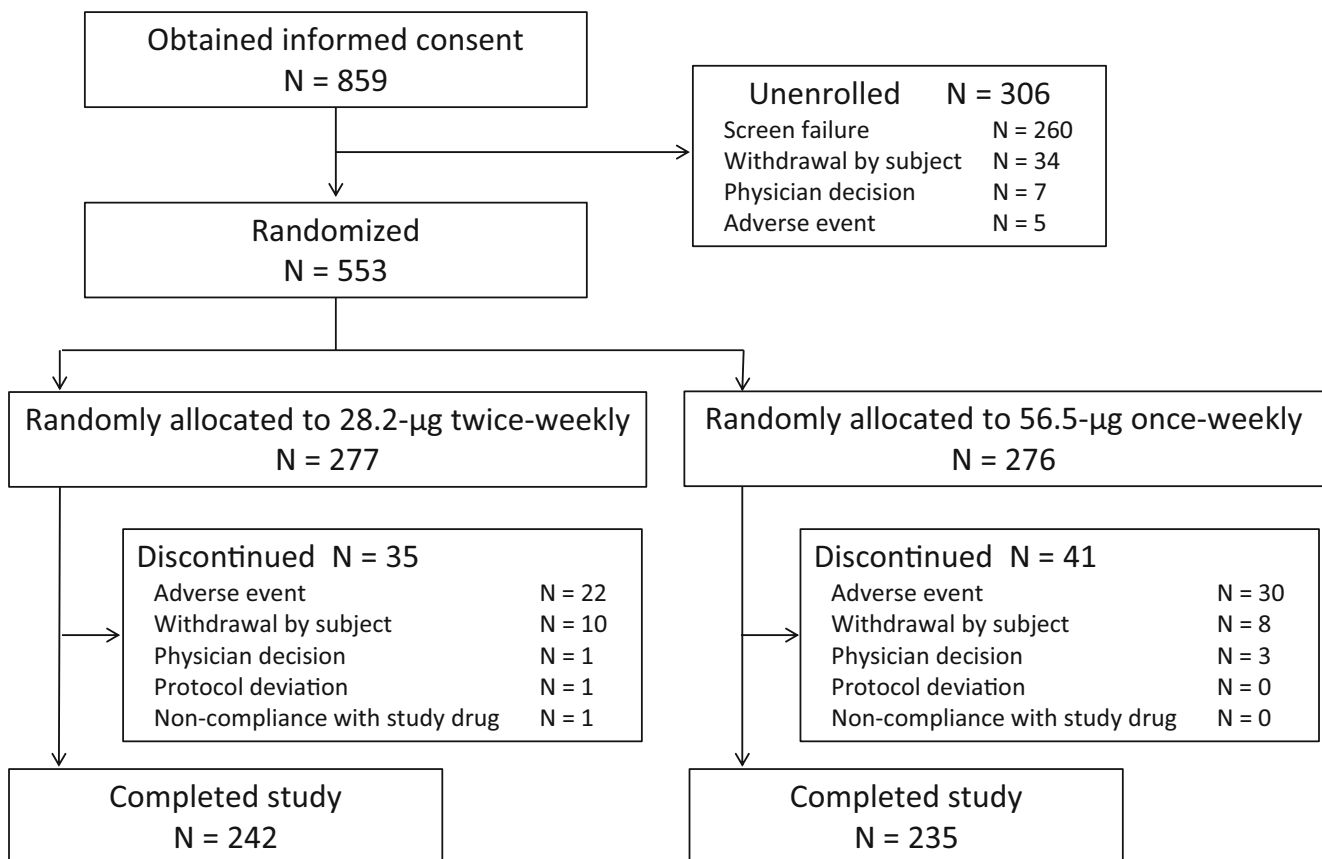 Obtained informed consent
N = 859
Unenrolled N = 306
Screen failure N = 260
Withdrawal by subject N = 34
Physician decision N = 7
Adverse event N = 5
Randomized
N = 553
Randomly allocated to 28.2-µg twice-weekly
N = 277
Randomly allocated to 56.5-µg once-weekly
N = 276
Discontinued N = 35
Adverse event N = 22
Withdrawal by subject N = 10
Physician decision N = 1
Protocol deviation N = 1
Non-compliance with study drug N = 1
Discontinued N = 41
Adverse event N = 30
Withdrawal by subject N = 8
Physician decision N = 3
Protocol deviation N = 0
Non-compliance with study drug N = 0
Completed study
N = 242
Completed study
N = 235